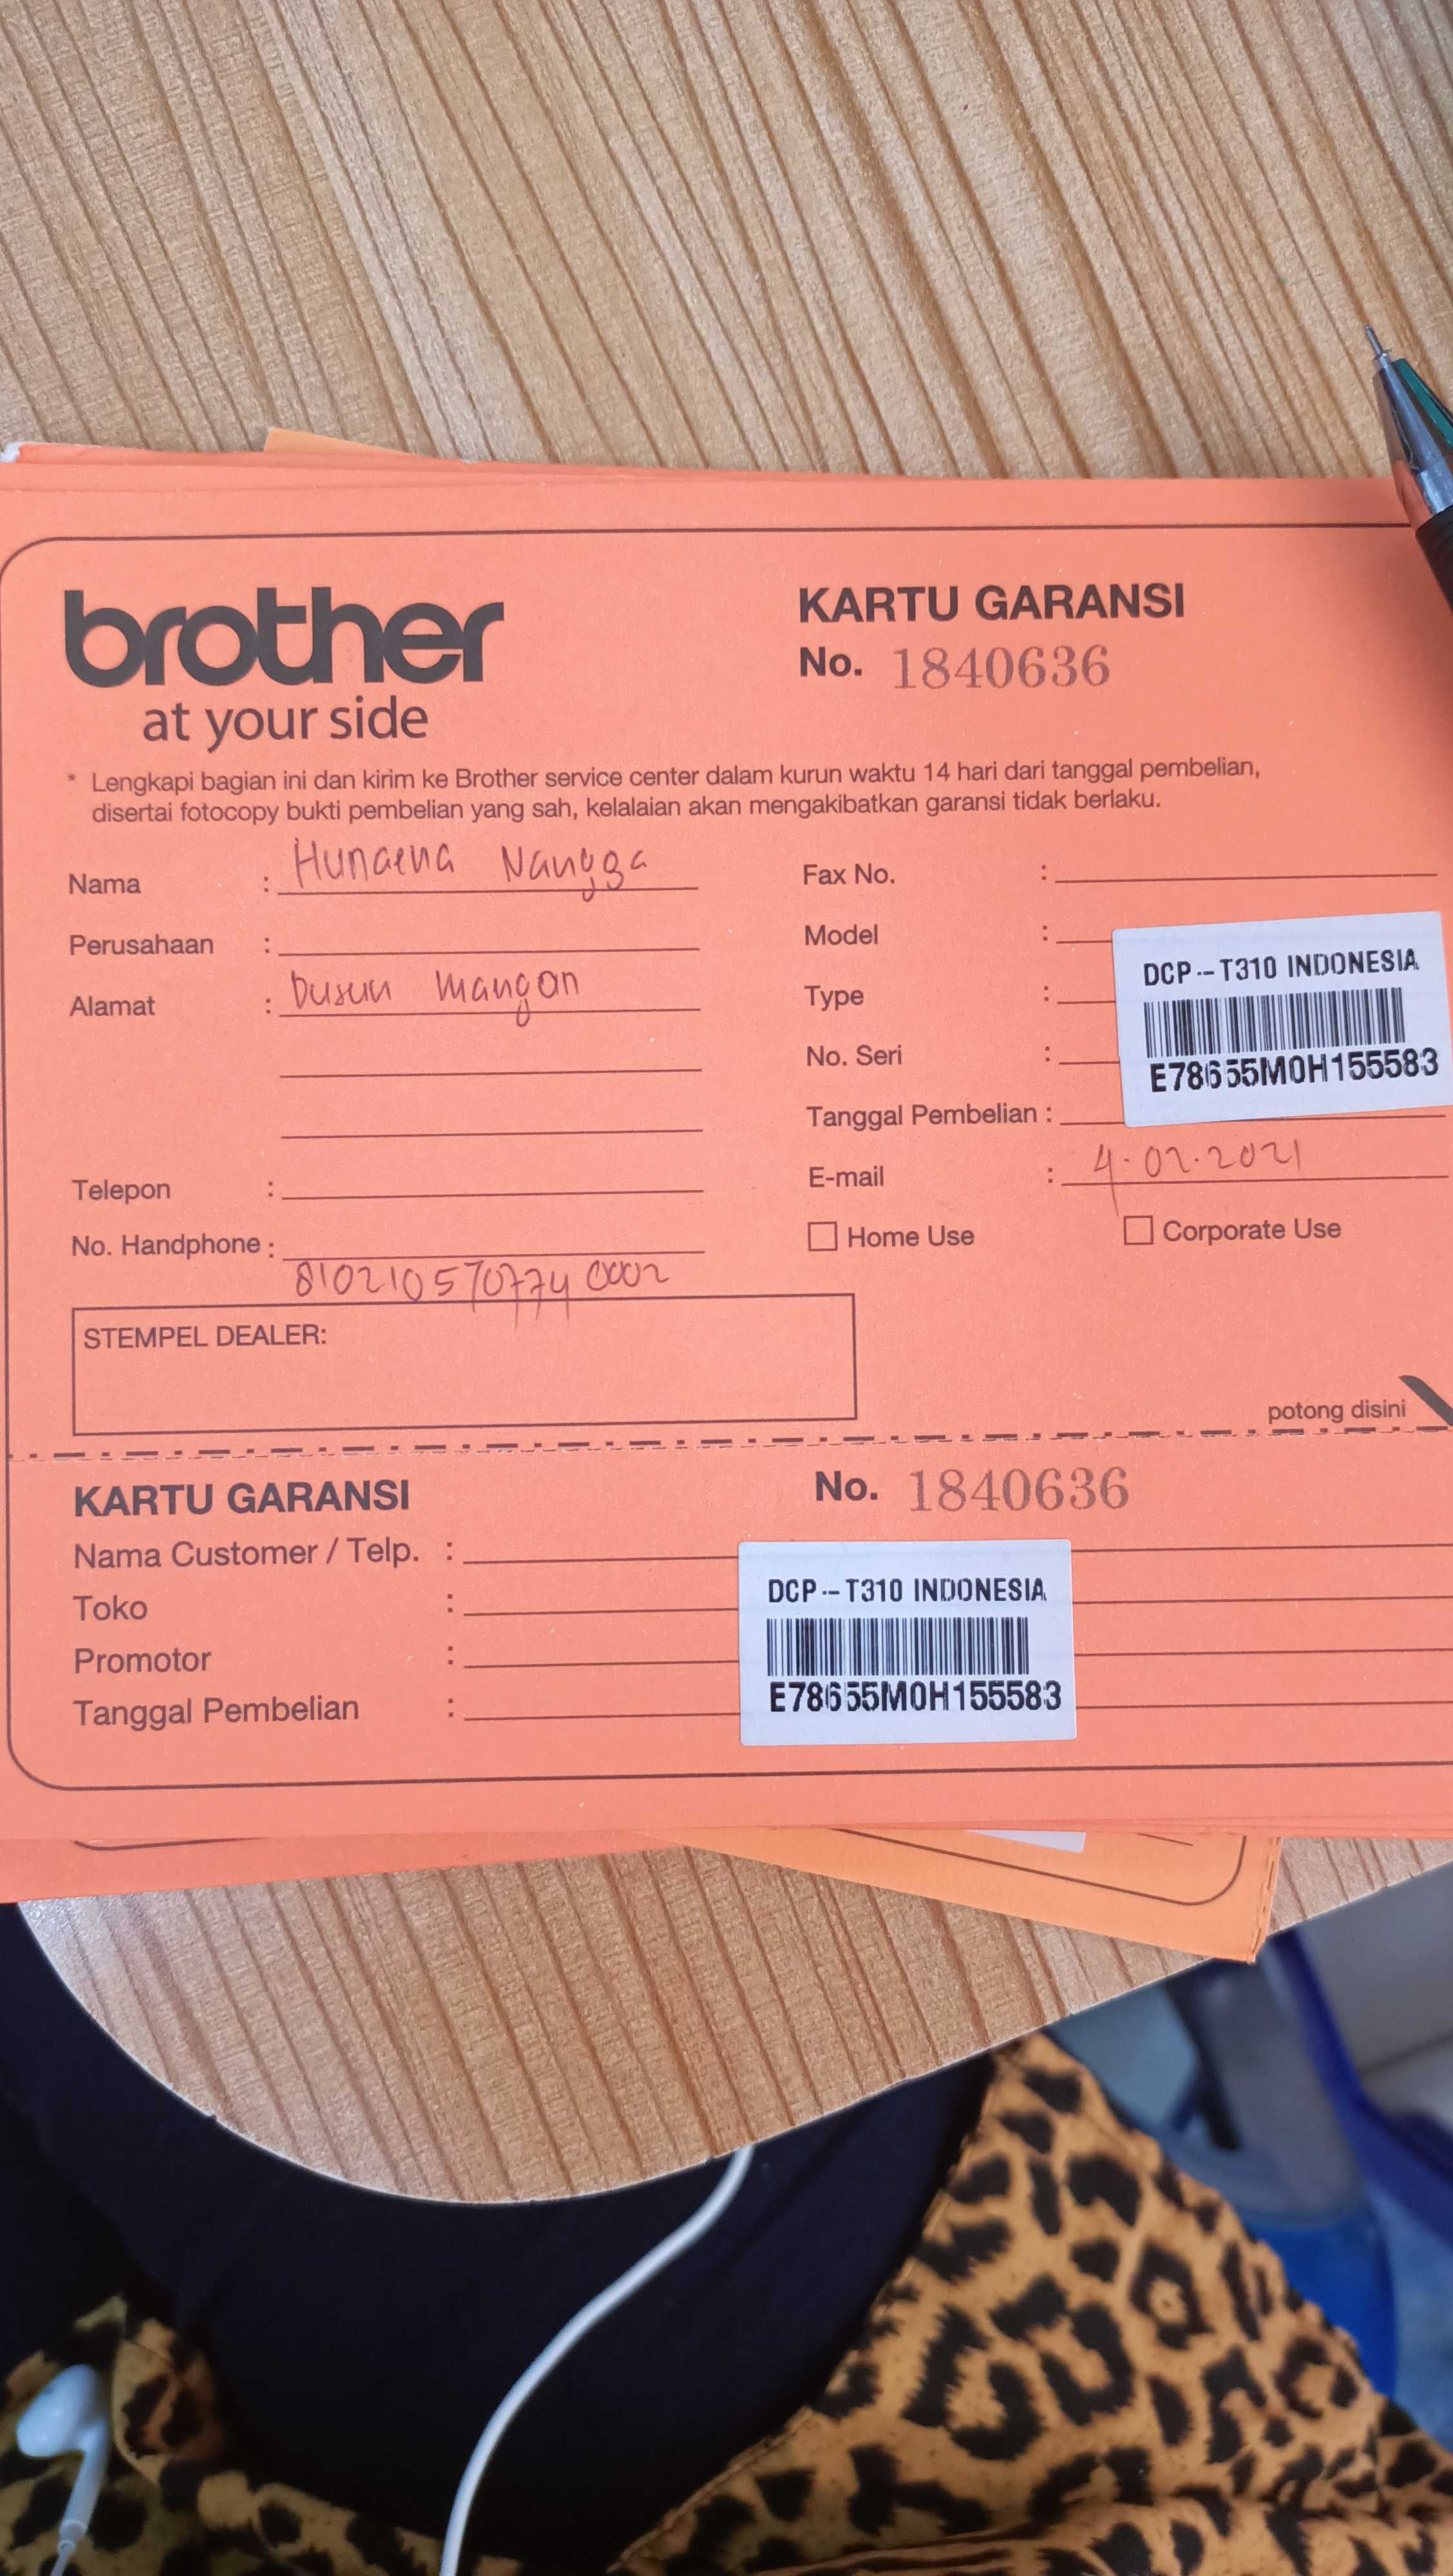 brother
at your side
KARTU GARANSI
No. 1840636
* Lengkapi bagian ini dan kirim ke Brother service center dalam kurun waktu 14 hari dari tanggal pembelian,
disertai fotocopy bukti pembelian yang sah, kelalaian akan mengakibatkan garansi tidak berlaku.
Nama : Hunaena Nangga
Perusahaan :
Alamat : Dusun Mangon
Telepon :
No. Handphone :
810210570774 0002
Fax No. :
Model :
Type :
No. Seri :
DCP-T310 INDONESIA
E78655M0H155583
Tanggal Pembelian :
E-mail : 4.02.2021
Home Use
Corporate Use
STEMPEL DEALER:
potong disini
KARTU GARANSI
No. 1840636
Nama Customer / Telp. :
Toko :
Promotor :
Tanggal Pembelian :
DCP-T310 INDONESIA
E78655M0H155583